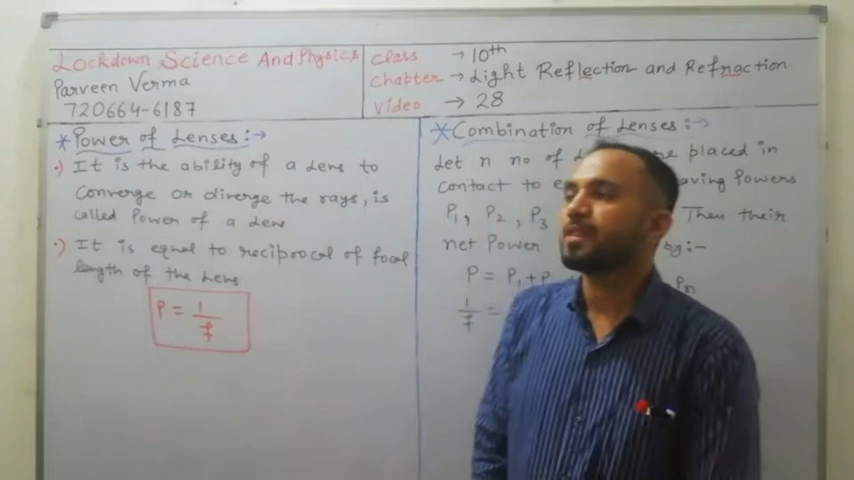 Lockdown Science And Physics
Parveen Verma
720664-6187
Class → 10th
Chapter → Light Reflection and Refraction
Video → 28
*Power of Lenses:→
•) It is the ability of a Lens to
converge or diverge the rays, is
called Power of a Lens
•) It is equal to reciprocal of focal
length of the Lens
P = 1/f
*Combination of Lenses:→
Let n no of placed in
contact to aving Powers
P1, P2, P3 Then their
net Power by:-
P = P1+P Pn
1/f =